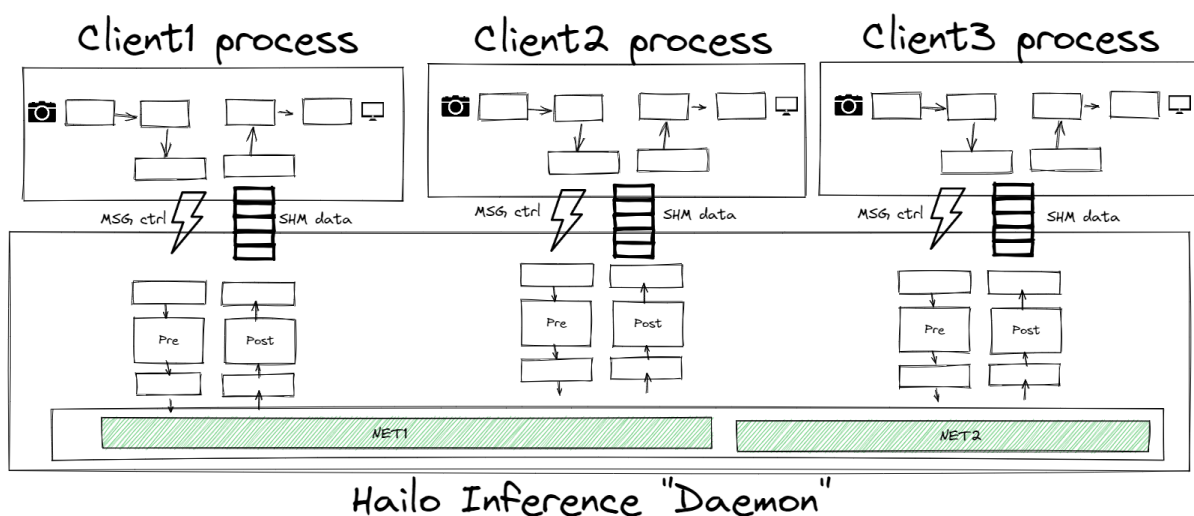 Client1 process
Client2 process
Client3 process
MSG, ctrl
SHM data
MSG, ctrl
SHM data
MSG, ctrl
SHM data
Pre
Post
Pre
Post
Pre
Post
NET1
NET2
Hailo Inference "Daemon"